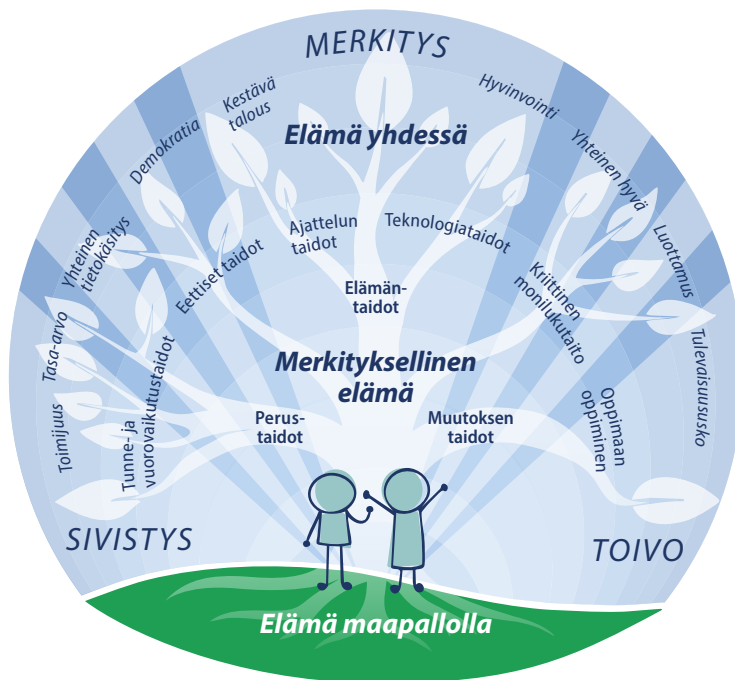 MERKITYS
Kestävä
talous
Hyvinvointi
Demokratia
Elämä yhdessä
Yhteinen hyvä
Yhteinen
tietokäsitys
Eettiset taidot
Ajattelun
taidot
Teknologiataidot
Luottamus
Elämän-
taidot
Kriittinen
monilukutaito
Tasa-arvo
Tulevaisuususko
Merkityksellinen
elämä
Toimijuus
Tunne- ja
vuorovaikutustaidot
Perus-
taidot
Muutoksen
taidot
Oppimaan
oppiminen
SIVISTYS
TOIVO
Elämä maapallolla